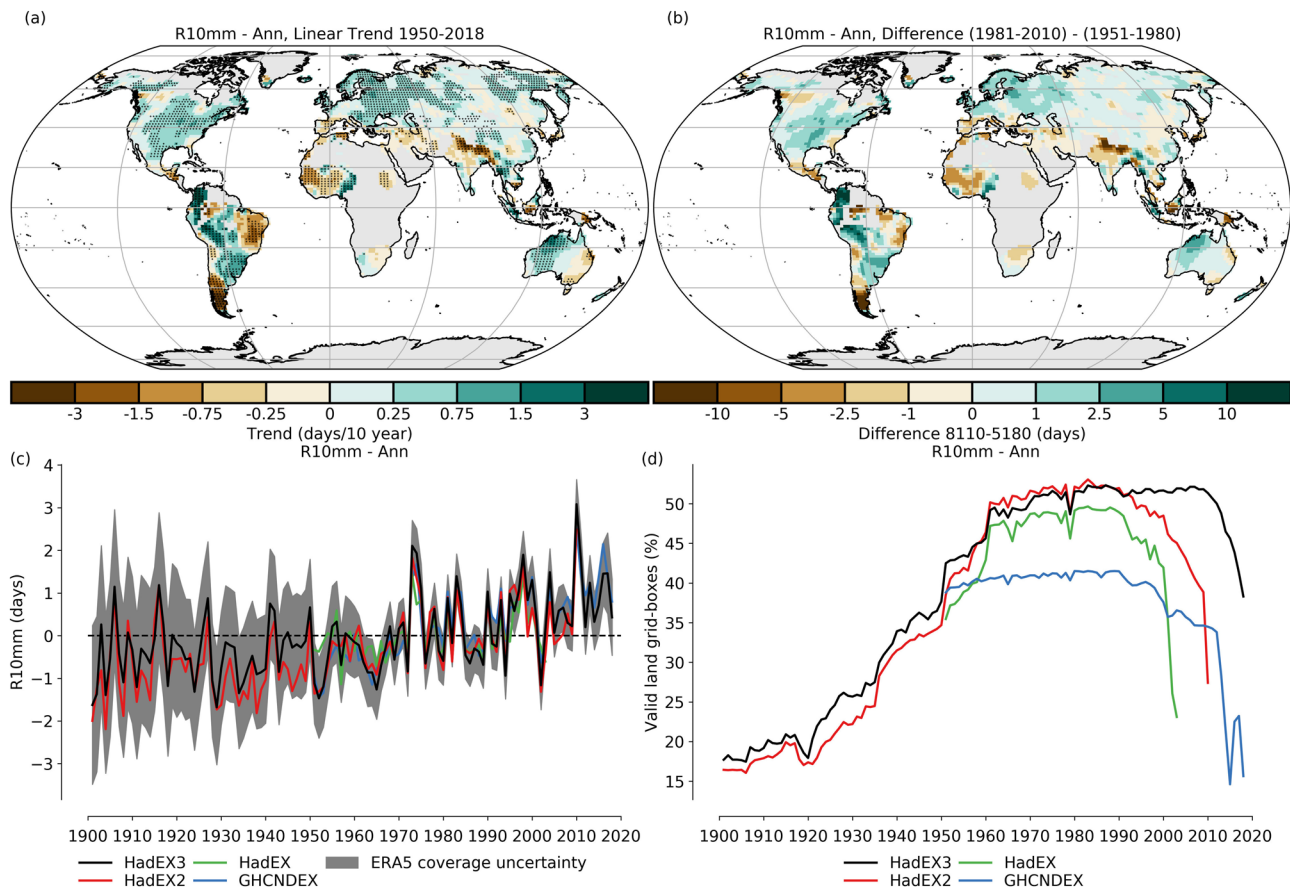 (a)
R10mm - Ann, Linear Trend 1950-2018
-3 -1.5 -0.75 -0.25 0 0.25 0.75 1.5 3
Trend (days/10 year)
(b)
R10mm - Ann, Difference (1981-2010) - (1951-1980)
-10 -5 -2.5 -1 0 1 2.5 5 10
Difference 8110-5180 (days)
(c)
R10mm - Ann
R10mm (days)
4
3
2
1
0
−1
−2
−3
1900 1910 1920 1930 1940 1950 1960 1970 1980 1990 2000 2010 2020
HadEX3 HadEX ERA5 coverage uncertainty
HadEX2 GHCNDEX
(d)
R10mm - Ann
Valid land grid-boxes (%)
50
45
40
35
30
25
20
15
1900 1910 1920 1930 1940 1950 1960 1970 1980 1990 2000 2010 2020
HadEX3 HadEX
HadEX2 GHCNDEX